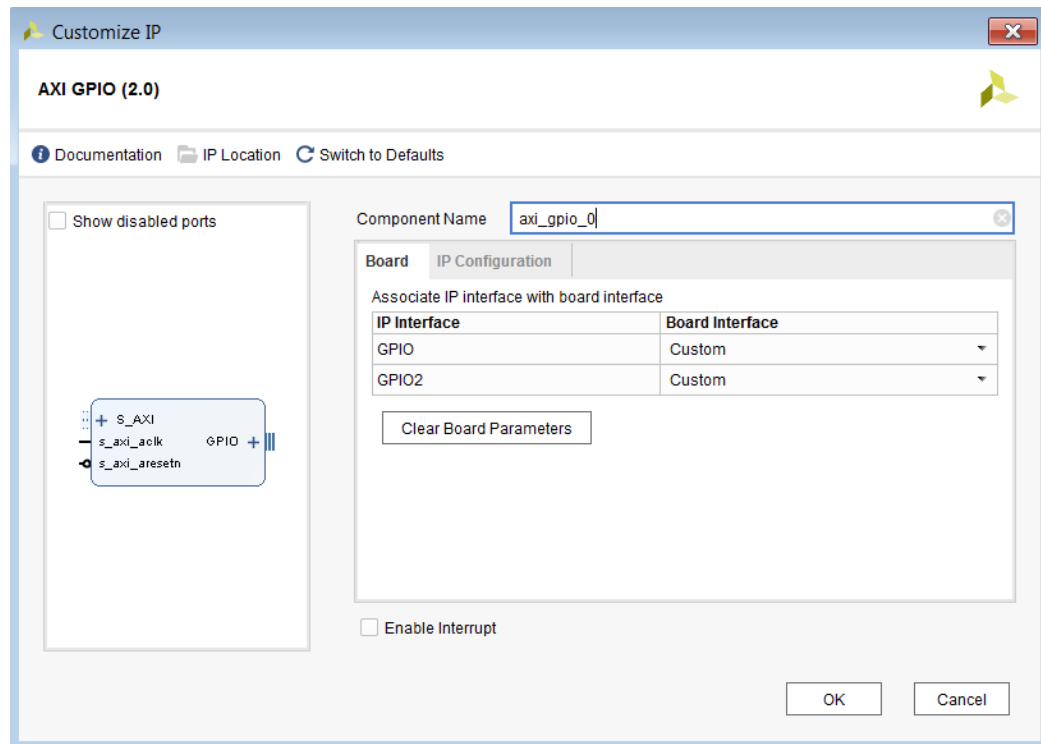 Customize IP
AXI GPIO (2.0)
Documentation IP Location Switch to Defaults
Show disabled ports
Component Name axi_gpio_0
Board IP Configuration
Associate IP interface with board interface
IP Interface Board Interface
GPIO Custom
GPIO2 Custom
Clear Board Parameters
S_AXI
s_axi_aclk GPIO
s_axi_aresetn
Enable Interrupt
OK Cancel